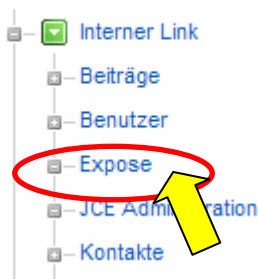 Interner Link
Beiträge
Benutzer
Expose
JCE Administration
Kontakte